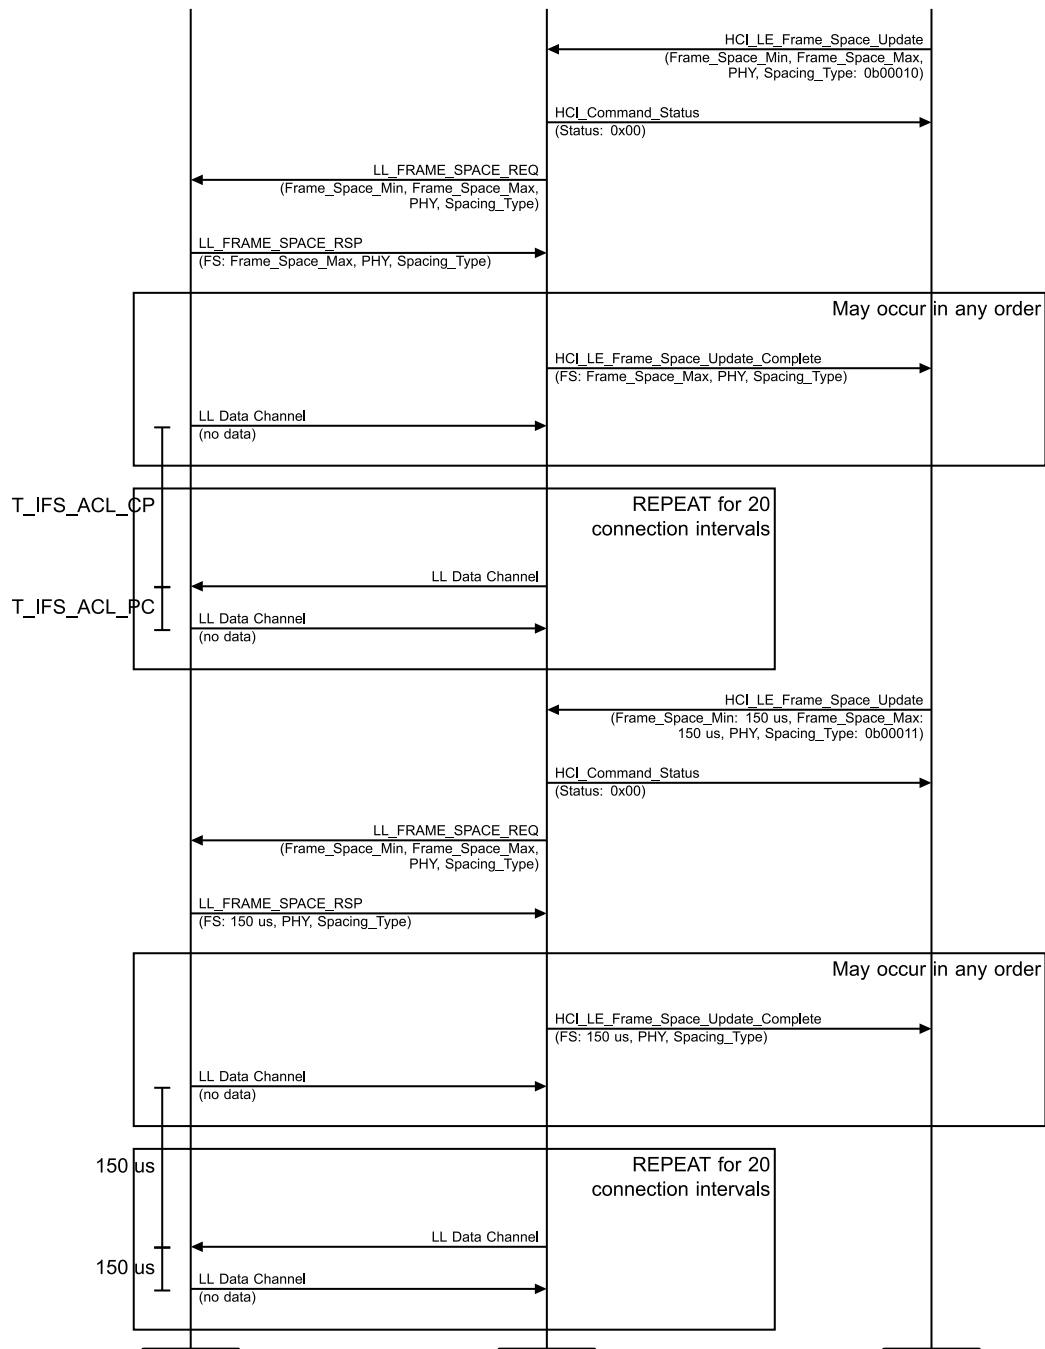 HCI_LE_Frame_Space_Update
(Frame_Space_Min, Frame_Space_Max,
PHY, Spacing_Type: 0b00010)
HCI_Command_Status
(Status: 0x00)
LL_FRAME_SPACE_REQ
(Frame_Space_Min, Frame_Space_Max,
PHY, Spacing_Type)
LL_FRAME_SPACE_RSP
(FS: Frame_Space_Max, PHY, Spacing_Type)
May occur in any order
HCI_LE_Frame_Space_Update_Complete
(FS: Frame_Space_Max, PHY, Spacing_Type)
LL Data Channel
(no data)
T_IFS_ACL_CP
REPEAT for 20
connection intervals
LL Data Channel
T_IFS_ACL_PC
LL Data Channel
(no data)
HCI_LE_Frame_Space_Update
(Frame_Space_Min: 150 us, Frame_Space_Max:
150 us, PHY, Spacing_Type: 0b00011)
HCI_Command_Status
(Status: 0x00)
LL_FRAME_SPACE_REQ
(Frame_Space_Min, Frame_Space_Max,
PHY, Spacing_Type)
LL_FRAME_SPACE_RSP
(FS: 150 us, PHY, Spacing_Type)
May occur in any order
HCI_LE_Frame_Space_Update_Complete
(FS: 150 us, PHY, Spacing_Type)
LL Data Channel
(no data)
150 us
REPEAT for 20
connection intervals
LL Data Channel
150 us
LL Data Channel
(no data)